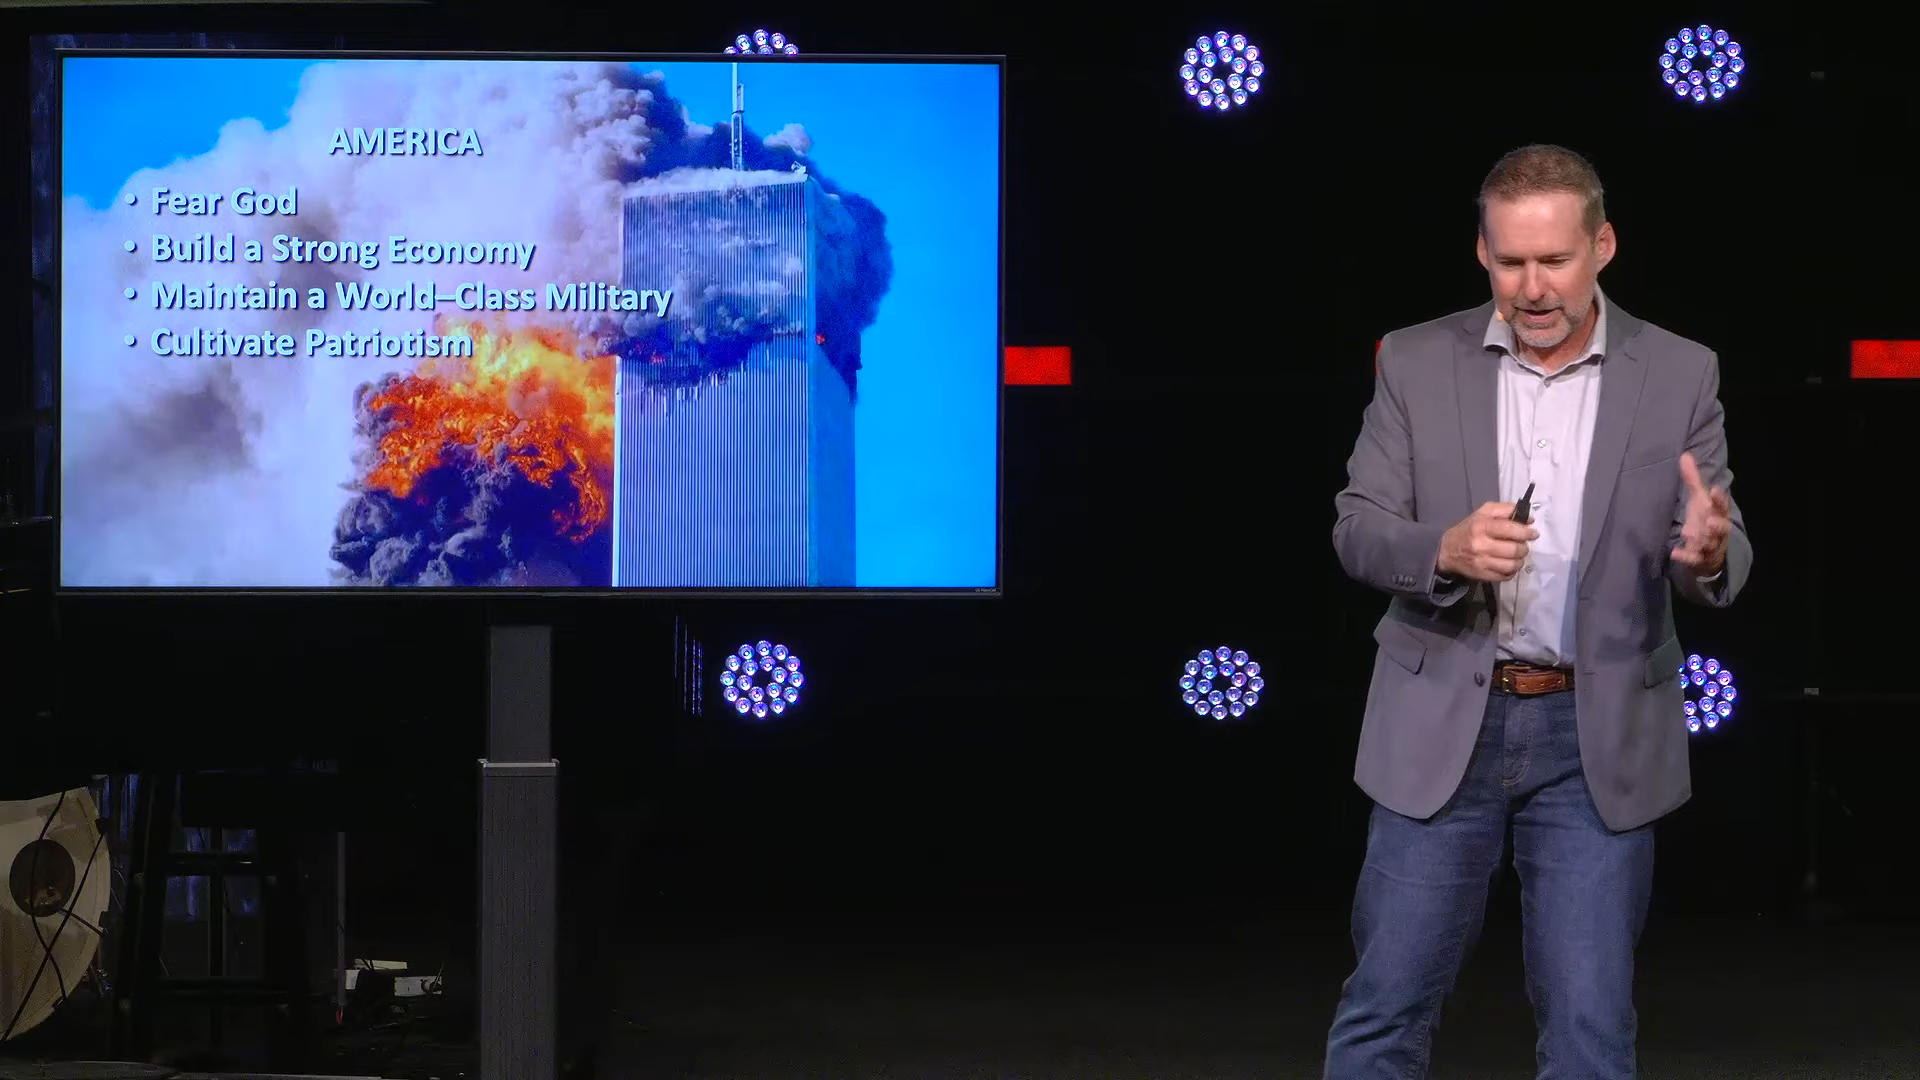 AMERICA
• Fear God
• Build a Strong Economy
• Maintain a World–Class Military
• Cultivate Patriotism